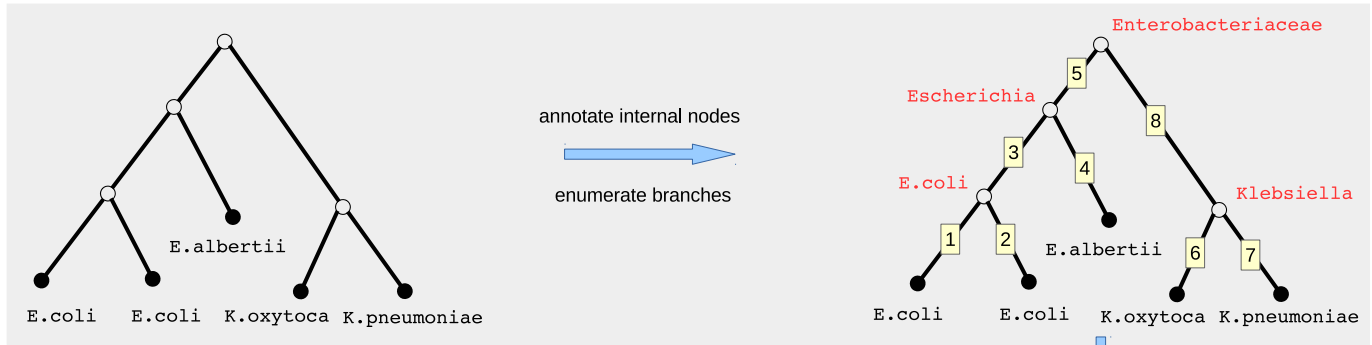 Enterobacteriaceae
5
Escherichia
annotate internal nodes
8
3
4
enumerate branches
E.coli
Klebsiella
E.albertii
E.albertii
1
2
6
7
E.coli
E.coli
K.oxytoca
K.pneumoniae
E.coli
E.coli
K.oxytoca
K.pneumoniae